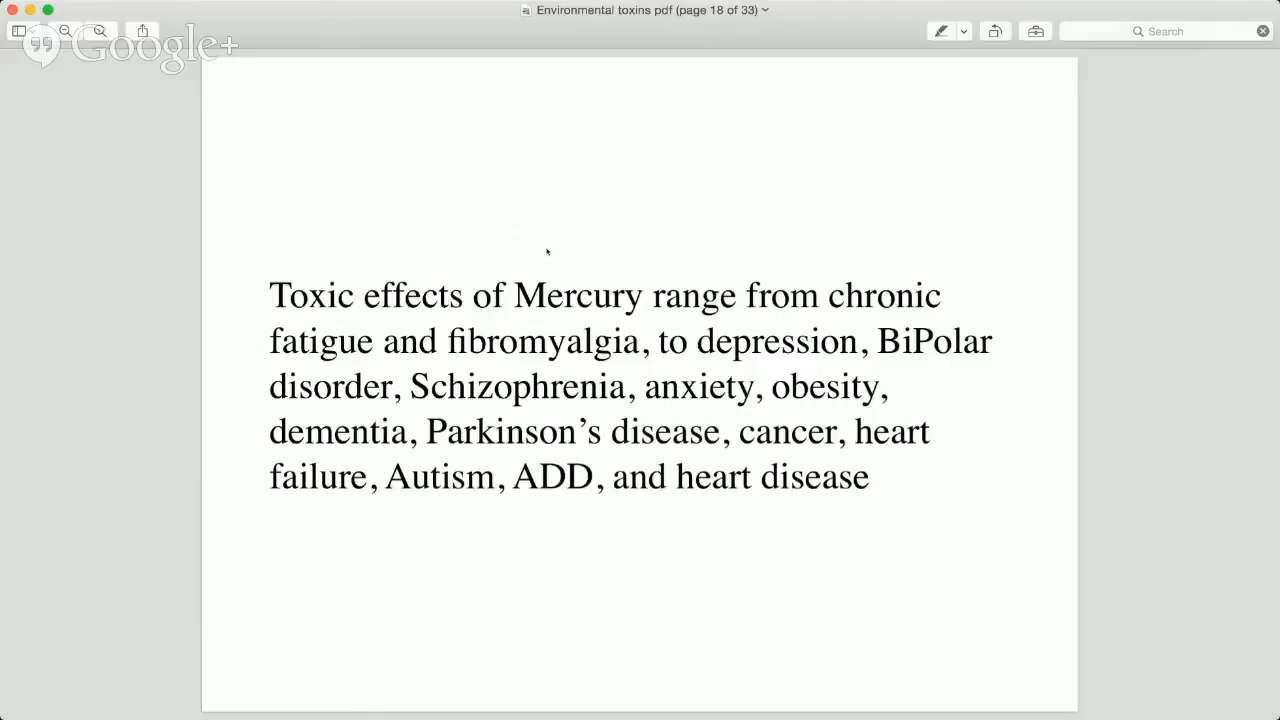 Environmental toxins pdf (page 18 of 33)
Google+
Search
Toxic effects of Mercury range from chronic
fatigue and fibromyalgia, to depression, BiPolar
disorder, Schizophrenia, anxiety, obesity,
dementia, Parkinson’s disease, cancer, heart
failure, Autism, ADD, and heart disease